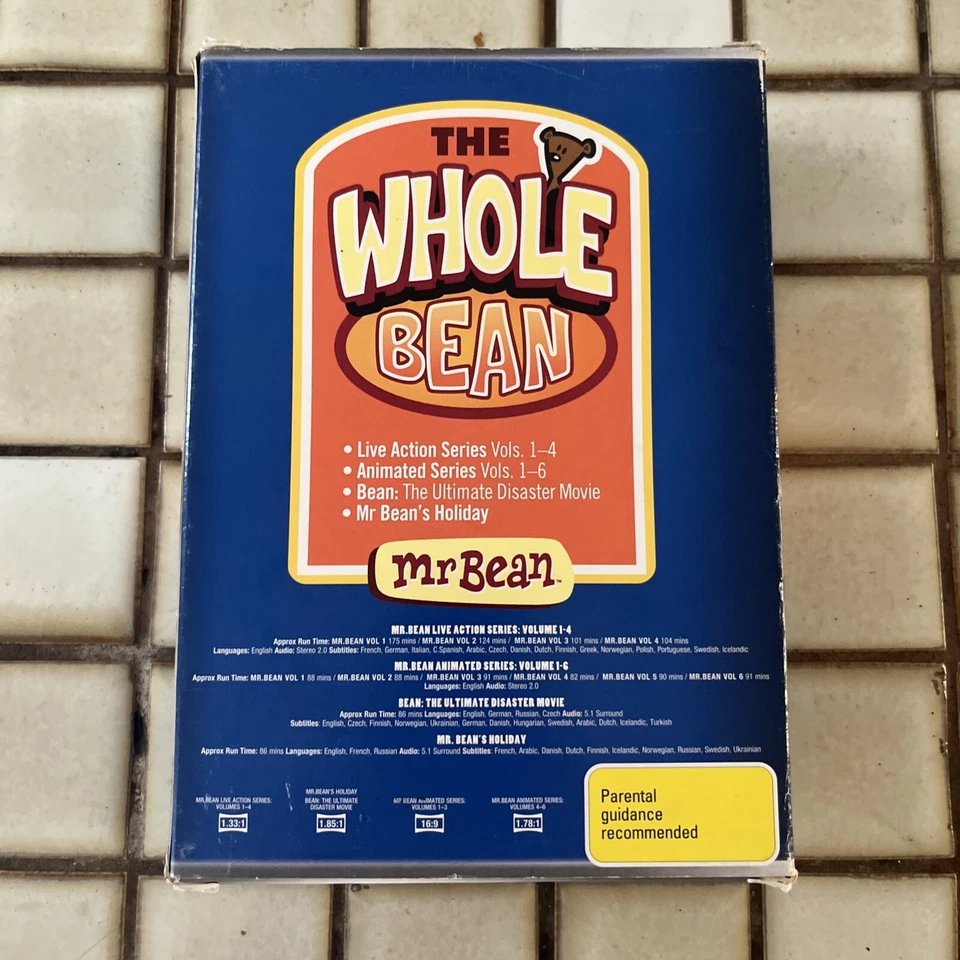 THE
WHOLE
BEAN
• Live Action Series Vols. 1–4
• Animated Series Vols. 1–6
• Bean: The Ultimate Disaster Movie
• Mr Bean's Holiday
mr Bean™
MR.BEAN LIVE ACTION SERIES: VOLUME 1-4
Approx Run Time: MR.BEAN VOL 1 175 mins / MR.BEAN VOL 2 124 mins / MR.BEAN VOL 3 101 mins / MR.BEAN VOL 4 104 mins
Languages: English Audio: Stereo 2.0 Subtitles: French, German, Italian, C.Spanish, Arabic, Czech, Danish, Dutch, Finnish, Greek, Norwegian, Polish, Portuguese, Swedish, Icelandic
MR.BEAN ANIMATED SERIES: VOLUME 1-6
Approx Run Time: MR.BEAN VOL 1 88 mins / MR.BEAN VOL 2 88 mins / MR.BEAN VOL 3 91 mins / MR.BEAN VOL 4 82 mins / MR.BEAN VOL 5 90 mins / MR.BEAN VOL 6 91 mins
Languages: English Audio: Stereo 2.0
BEAN: THE ULTIMATE DISASTER MOVIE
Approx Run Time: 86 mins Languages: English, German, Russian, Czech Audio: 5.1 Surround
Subtitles: English, Czech, Finnish, Norwegian, Ukrainian, German, Danish, Hungarian, Swedish, Arabic, Dutch, Icelandic, Turkish
MR. BEAN'S HOLIDAY
Approx Run Time: 86 mins Languages: English, French, Russian Audio: 5.1 Surround Subtitles: French, Arabic, Danish, Dutch, Finnish, Icelandic, Norwegian, Russian, Swedish, Ukrainian
MR.BEAN LIVE ACTION SERIES:
VOLUMES 1–4
1.33:1
MR.BEAN'S HOLIDAY
BEAN: THE ULTIMATE
DISASTER MOVIE
1.85:1
MR BEAN ANIMATED SERIES:
VOLUMES 1–3
16:9
MR.BEAN ANIMATED SERIES:
VOLUMES 4–6
1.78:1
Parental
guidance
recommended